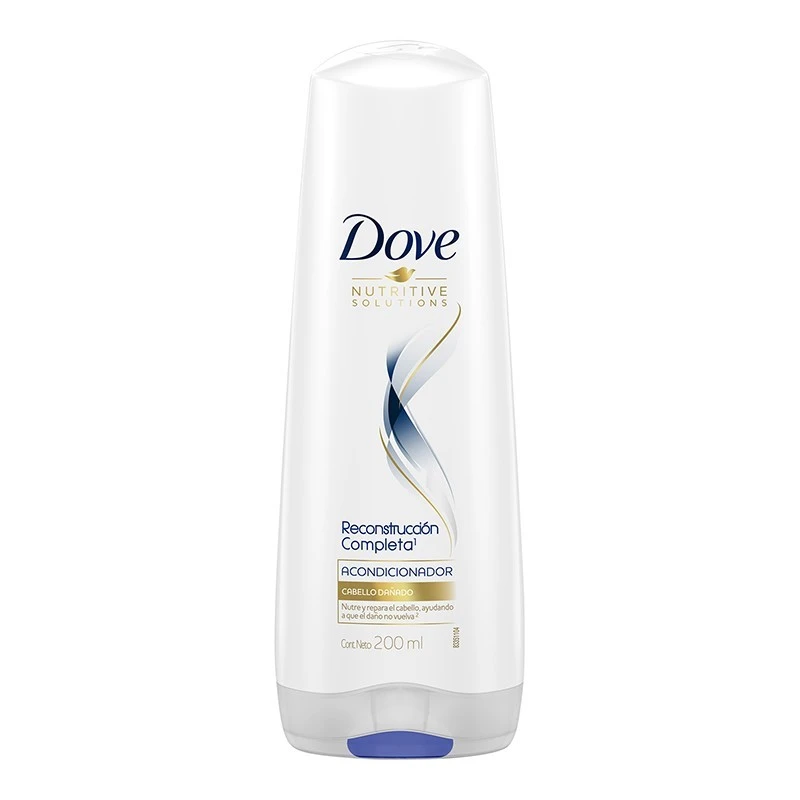 Dove
NUTRITIVE
SOLUTIONS
Reconstrucción
Completa¹
ACONDICIONADOR
CABELLO DAÑADO
Nutre y repara el cabello, ayudando
a que el daño no vuelva²
Cont. Neto 200 ml